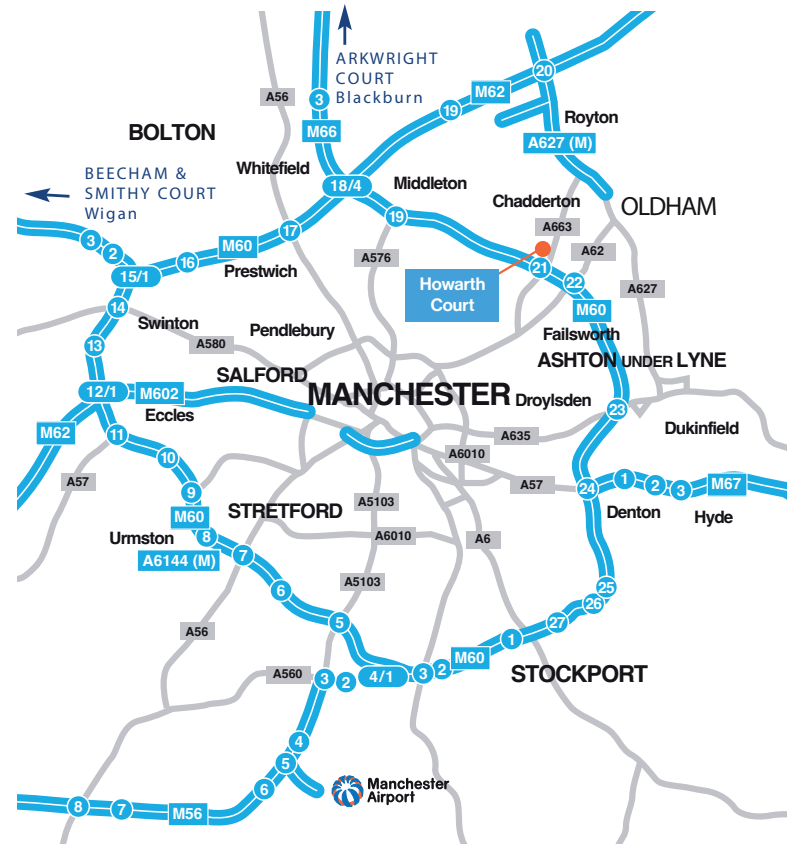 ARKWRIGHT
COURT
Blackburn
20
A56
3
M62
19
M66
Royton
BOLTON
A627 (M)
Whitefield
BEECHAM &
SMITHY COURT
Wigan
18/4
Middleton
Chadderton
OLDHAM
19
A663
17
3
2
M60
A62
16
A576
21
15/1
Prestwich
Howarth
Court
22
A627
14
M60
Swinton
Pendlebury
Failsworth
13
A580
ASHTON UNDER LYNE
SALFORD
12/1
M602
MANCHESTER
Droylsden
Eccles
23
M62
11
A635
Dukinfield
A6010
10
A57
A57
24
1
2
3
M67
9
A5103
STRETFORD
Denton
Hyde
M60
8
Urmston
A6010
A6
A6144 (M)
7
A5103
6
25
26
5
27
A56
1
M60
A560
3
2
4/1
3
2
STOCKPORT
4
5
6
Manchester
Airport
8
7
M56